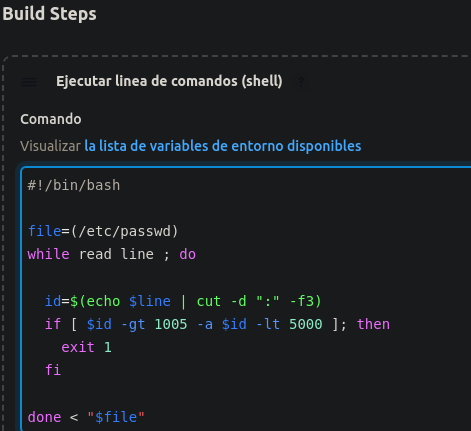 Build Steps
Ejecutar linea de comandos (shell) ?
Comando
Visualizar la lista de variables de entorno disponibles
#!/bin/bash
file=(/etc/passwd)
while read line ; do
id=$(echo $line | cut -d ":" -f3)
if [ $id -gt 1005 -a $id -lt 5000 ]; then
exit 1
fi
done < "$file"